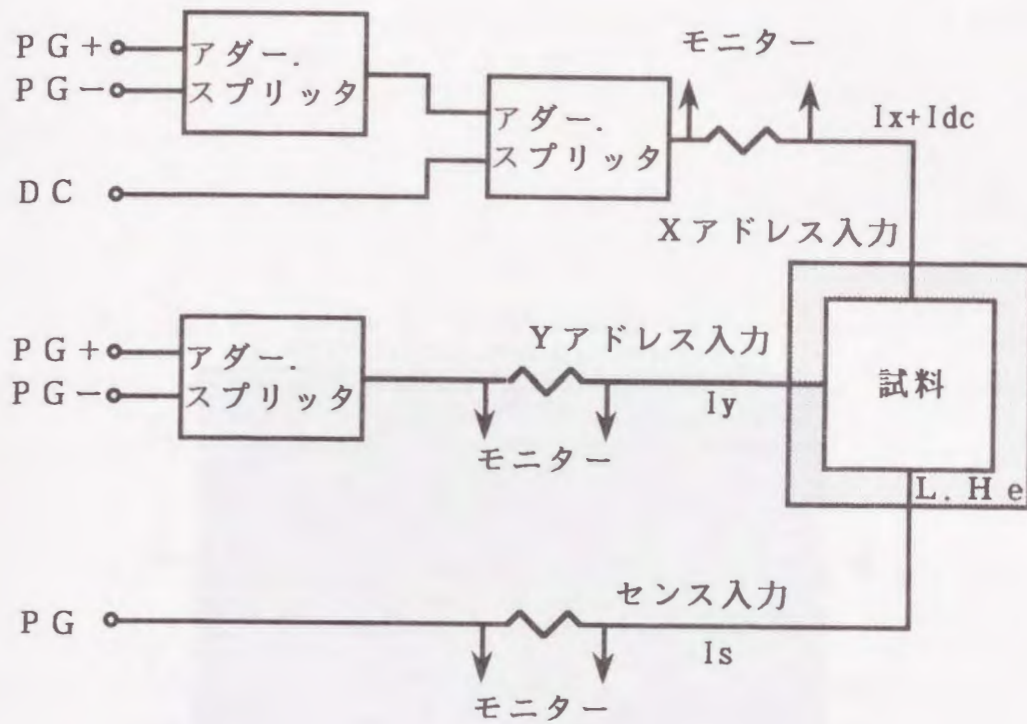 PG+
PG−
アダー.
スプリッタ
DC
アダー.
スプリッタ
モニター
Ix+Idc
Xアドレス入力
PG+
PG−
アダー.
スプリッタ
Yアドレス入力
Iy
モニター
試料
L.He
PG
センス入力
Is
モニター